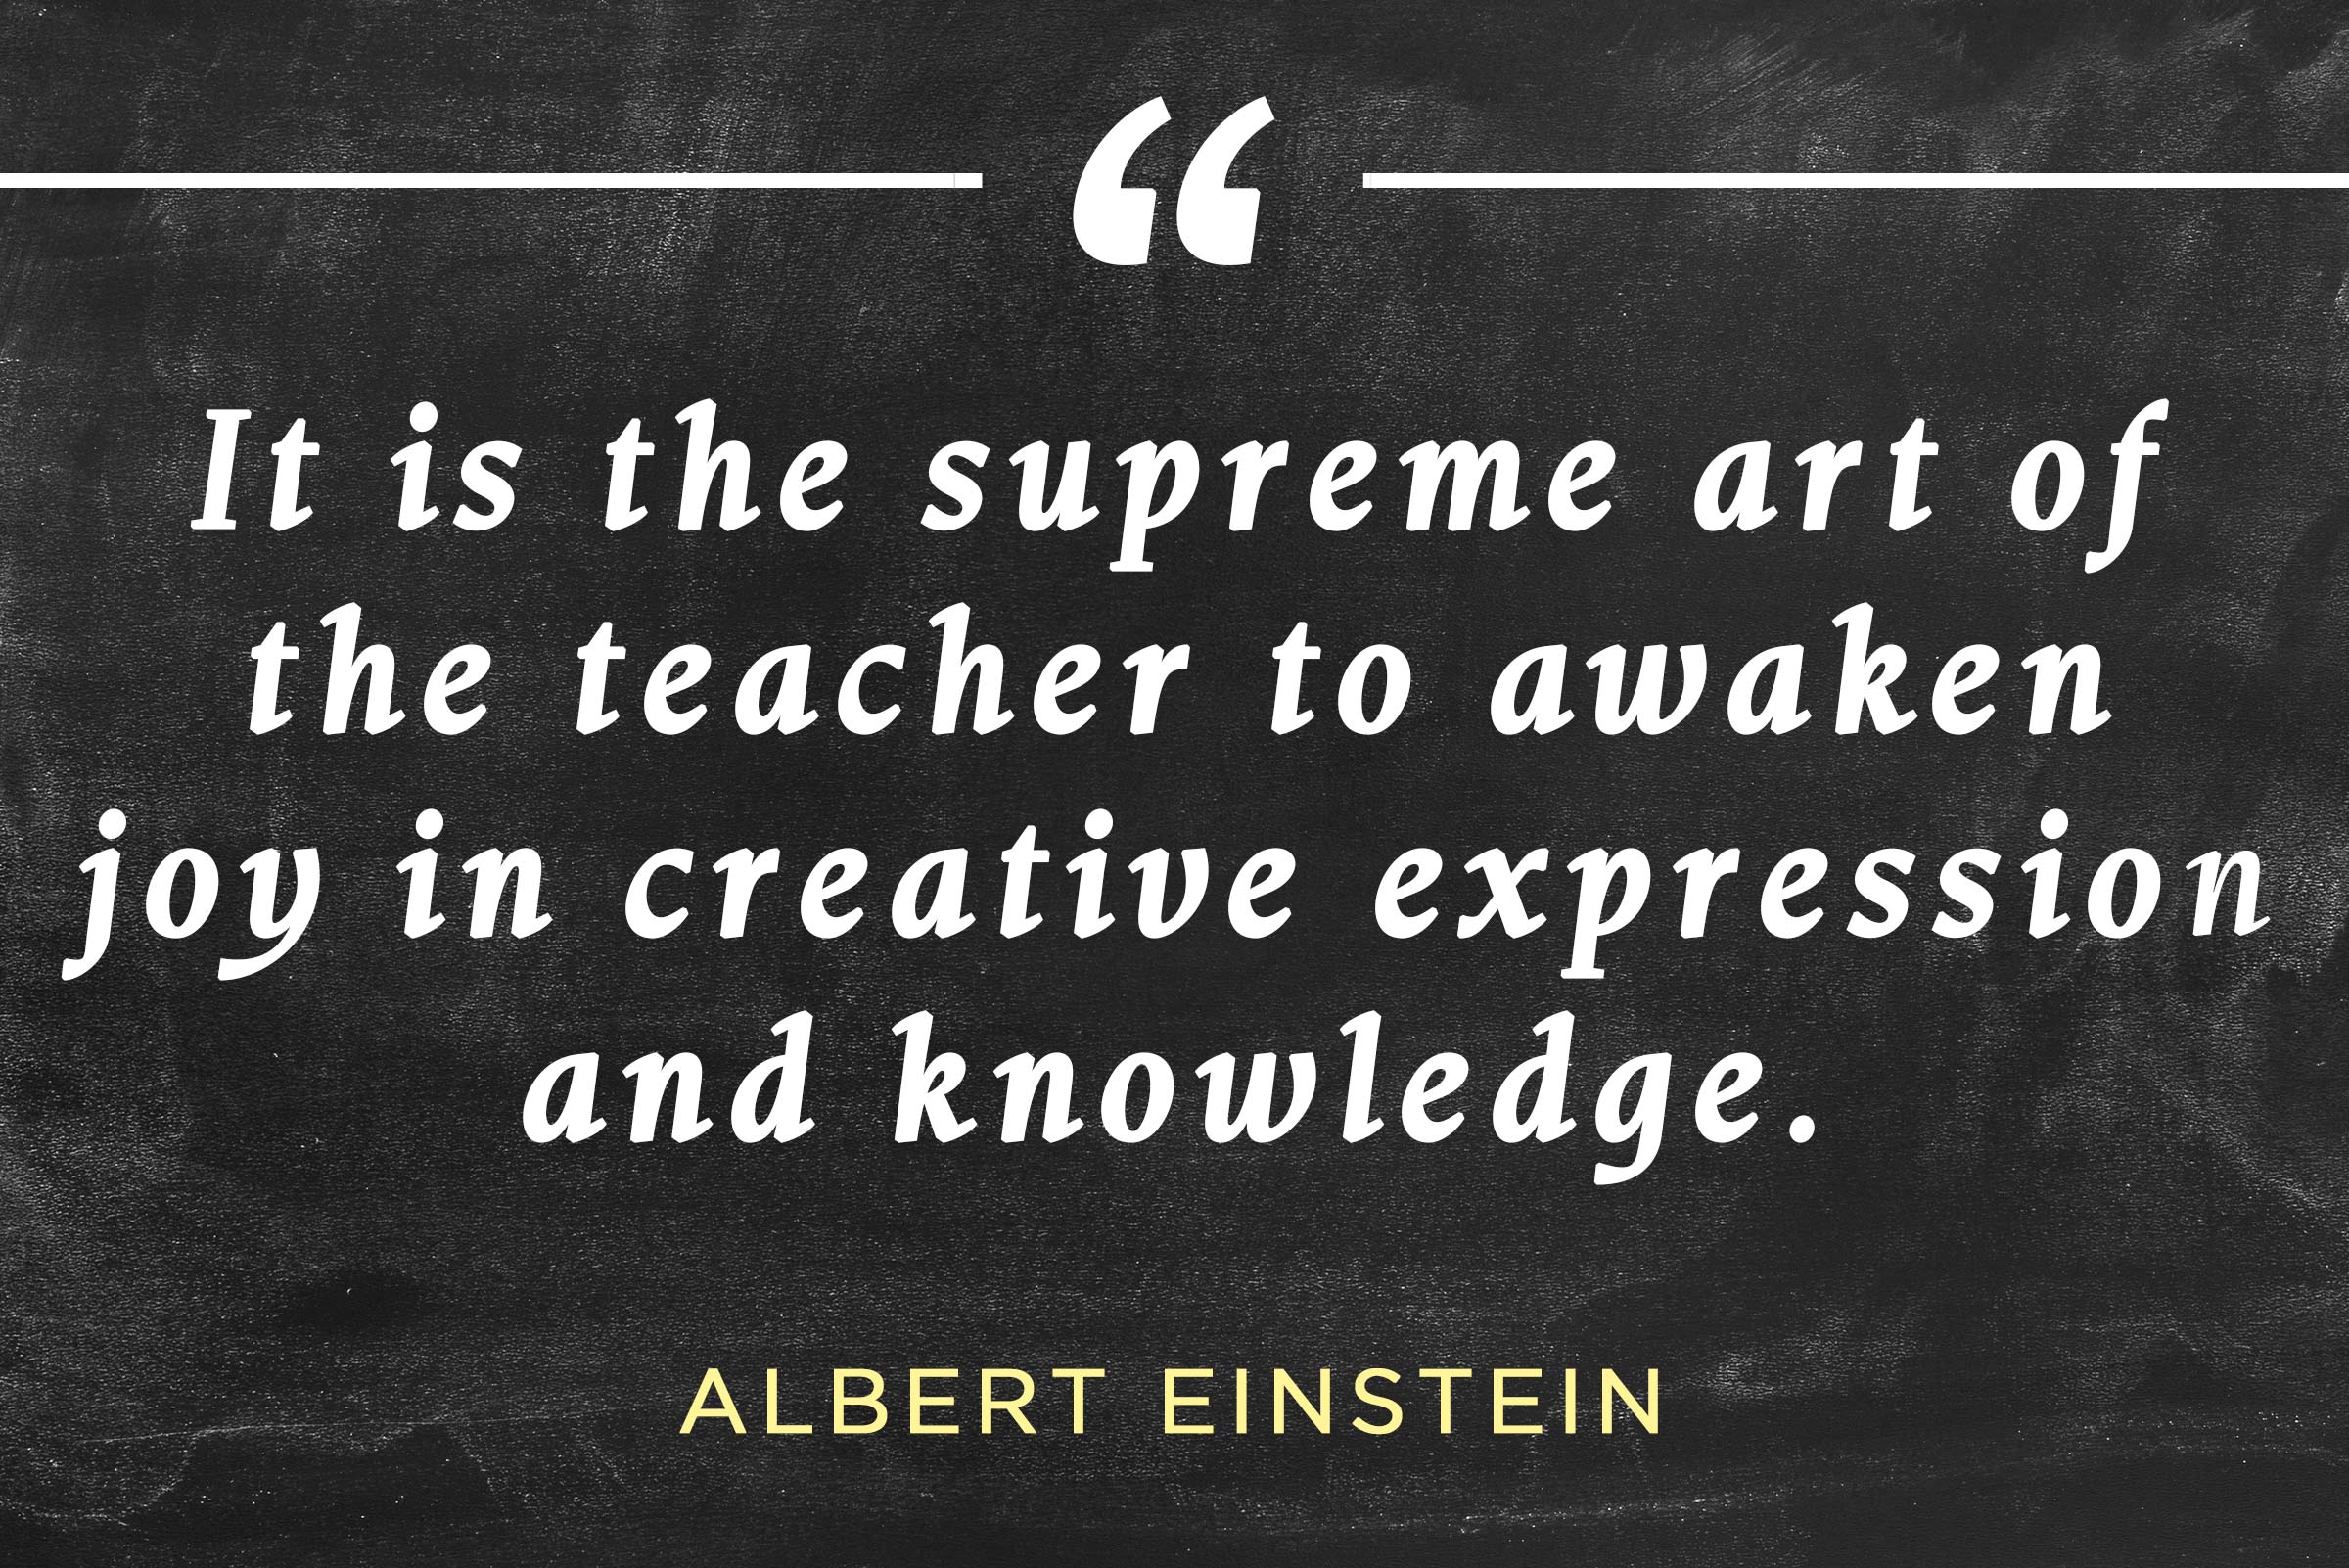 “
It is the supreme art of
the teacher to awaken
joy in creative expression
and knowledge.
ALBERT EINSTEIN